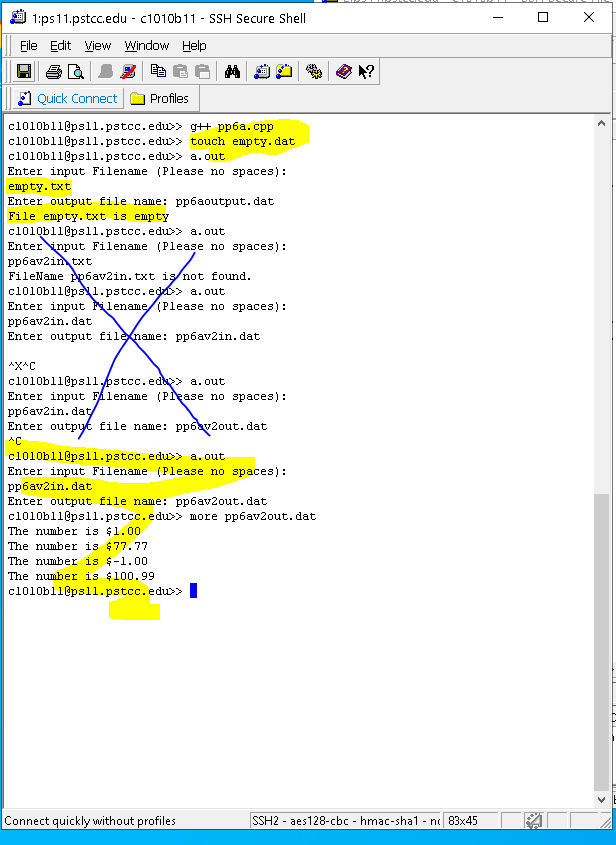 1:ps11.pstcc.edu - c1010b11 - SSH Secure Shell
File Edit View Window Help
Quick Connect Profiles
c1010b11@ps11.pstcc.edu>> g++ pp6a.cpp
c1010b11@ps11.pstcc.edu>> touch empty.dat
c1010b11@ps11.pstcc.edu>> a.out
Enter input Filename (Please no spaces):
empty.txt
Enter output file name: pp6aoutput.dat
File empty.txt is empty
c1010b11@ps11.pstcc.edu>> a.out
Enter input Filename (Please no spaces):
pp6av2in.txt
FileName pp6av2in.txt is not found.
c1010b11@ps11.pstcc.edu>> a.out
Enter input Filename (Please no spaces):
pp6av2in.dat
Enter output file name: pp6av2in.dat
^X^C
c1010b11@ps11.pstcc.edu>> a.out
Enter input Filename (Please no spaces):
pp6av2in.dat
Enter output file name: pp6av2out.dat
^C
c1010b11@ps11.pstcc.edu>> a.out
Enter input Filename (Please no spaces):
pp6av2in.dat
Enter output file name: pp6av2out.dat
c1010b11@ps11.pstcc.edu>> more pp6av2out.dat
The number is $1.00
The number is $77.77
The number is $-1.00
The number is $100.99
c1010b11@ps11.pstcc.edu>>
Connect quickly without profiles SSH2 - aes128-cbc - hmac-sha1 - 83x45